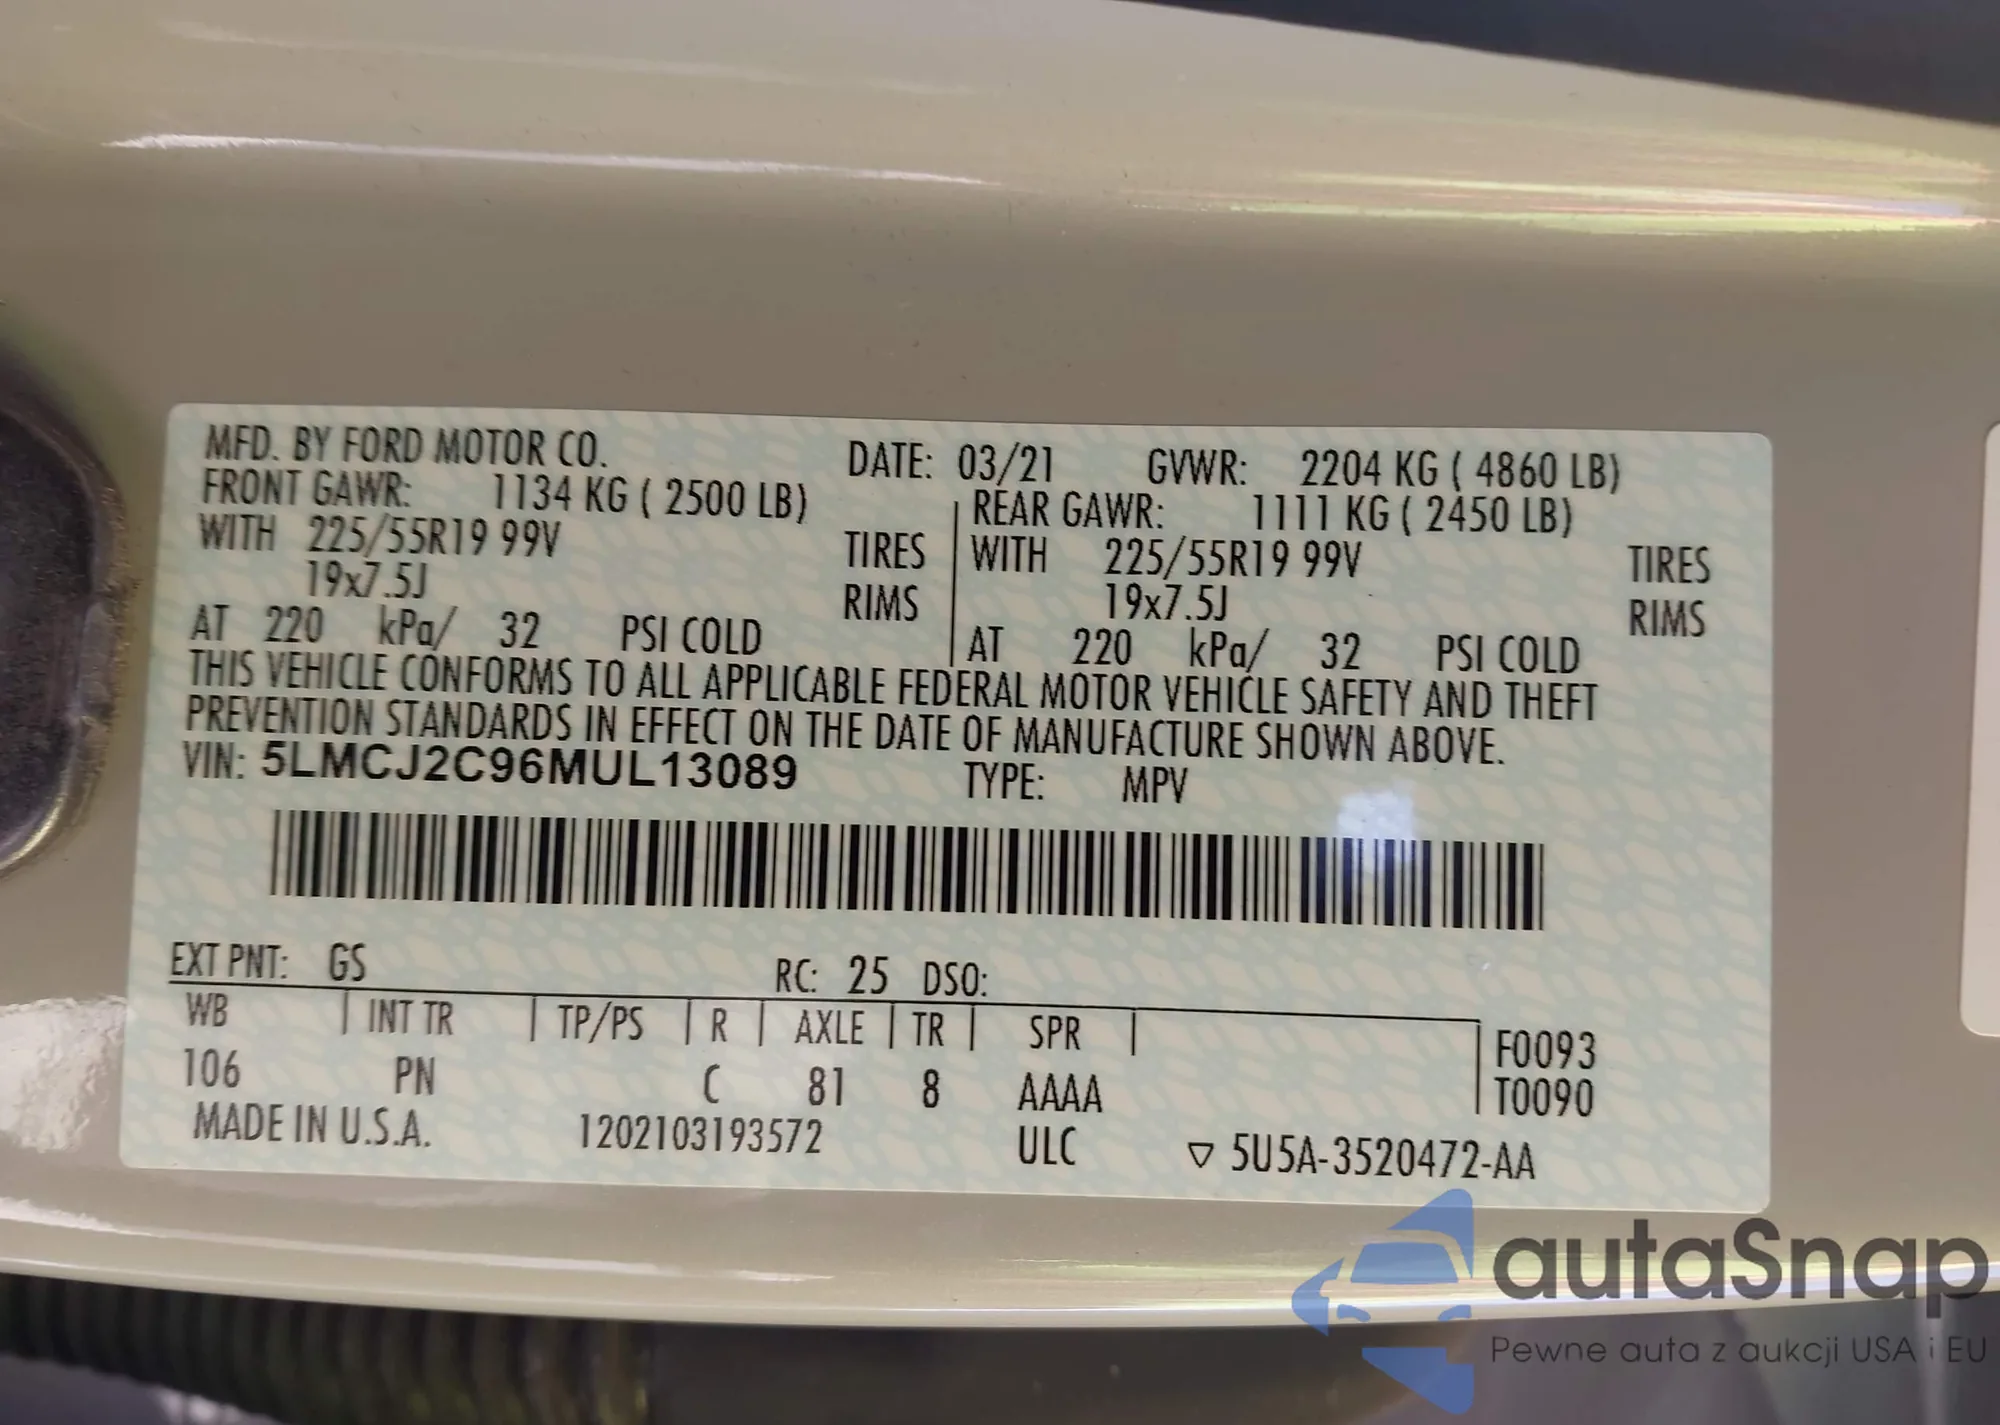 MFD. BY FORD MOTOR CO. DATE: 03/21 GVWR: 2204 KG ( 4860 LB)
FRONT GAWR: 1134 KG ( 2500 LB) REAR GAWR: 1111 KG ( 2450 LB)
WITH 225/55R19 99V TIRES WITH 225/55R19 99V TIRES
19x7.5J RIMS 19x7.5J RIMS
AT 220 kPa/ 32 PSI COLD AT 220 kPa/ 32 PSI COLD
THIS VEHICLE CONFORMS TO ALL APPLICABLE FEDERAL MOTOR VEHICLE SAFETY AND THEFT
PREVENTION STANDARDS IN EFFECT ON THE DATE OF MANUFACTURE SHOWN ABOVE.
VIN: 5LMCJ2C96MUL13089 TYPE: MPV
EXT PNT: GS RC: 25 DSO:
WB INT TR TP/PS R AXLE TR SPR F0093
106 PN C 81 8 AAAA T0090
MADE IN U.S.A. 1202103193572 ULC ▽ 5U5A-3520472-AA
autaSnap
Pewne auta z aukcji USA i EU